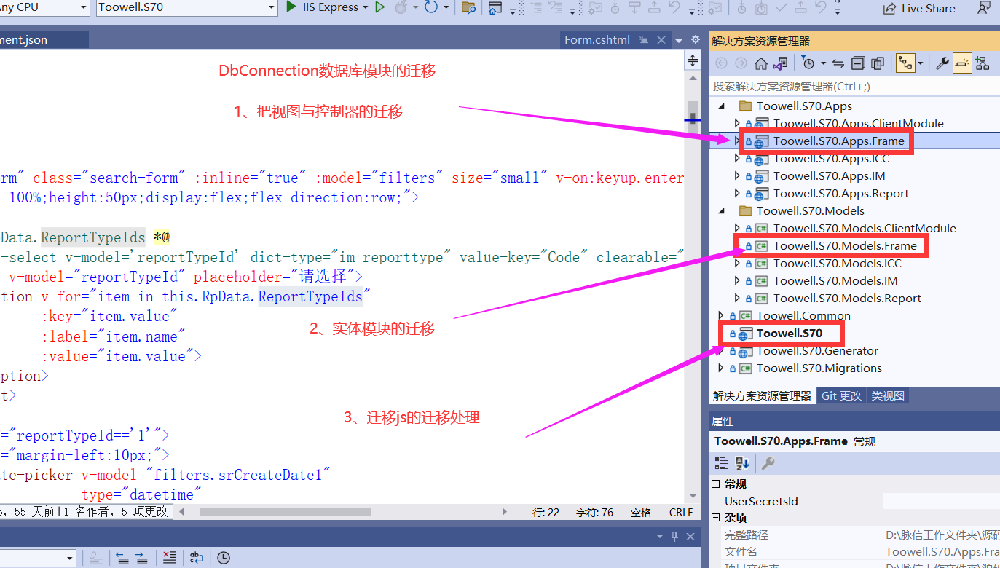 ny CPU
Toowell.S70
IIS Express
Live Share
ment.json
Form.cshtml
DbConnection数据库模块的迁移
1、把视图与控制器的迁移
rm" class="search-form" :inline="true" :model="filters" size="small" v-on:keyup.enter
100%;height:50px;display:flex;flex-direction:row;">
Data.ReportTypeIds *@
-select v-model='reportTypeId' dict-type="im_reporttype" value-key="Code" clearable="
v-model="reportTypeId" placeholder="请选择">
tion v-for="item in this.RpData.ReportTypeIds"
:key="item.value"
2、实体模块的迁移
:label="item.name"
:value="item.value">
ption>
t>
3、迁移js的迁移处理
="reportTypeId=='1'">
="margin-left:10px;">
te-picker v-model="filters.srCreateDate1"
type="datetime"
, 55 天前|1 名作者, 5 项更改
行: 22
字符: 76
空格
CRLF
解决方案资源管理器
搜索解决方案资源管理器(Ctrl+;)
Toowell.S70.Apps
Toowell.S70.Apps.ClientModule
Toowell.S70.Apps.Frame
Toowell.S70.Apps.ICC
Toowell.S70.Apps.IM
Toowell.S70.Apps.Report
Toowell.S70.Models
Toowell.S70.Models.ClientModule
Toowell.S70.Models.Frame
Toowell.S70.Models.ICC
Toowell.S70.Models.IM
Toowell.S70.Models.Report
Toowell.Common
Toowell.S70
Toowell.S70.Generator
Toowell.S70.Migrations
解决方案资源管理器 Git 更改 类视图
属性
Toowell.S70.Apps.Frame 常规
常规
UserSecretsId
杂项
完整路径 D:\脉信工作文件夹\源码
文件名 Toowell.S70.Apps.Fra
项目文件夹 D:\脉信工作文件夹\源码